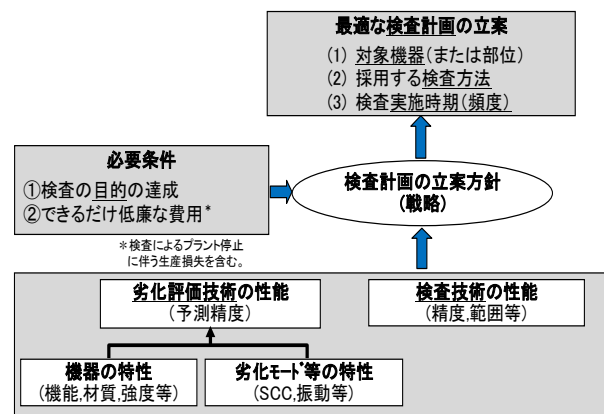 最適な検査計画の立案
(1) 対象機器(または部位)
(2) 採用する検査方法
(3) 検査実施時期(頻度)
必要条件
①検査の目的の達成
②できるだけ低廉な費用*
*検査によるプラント停止
に伴う生産損失を含む。
検査計画の立案方針
(戦略)
劣化評価技術の性能
(予測精度)
検査技術の性能
(精度,範囲等)
機器の特性
(機能,材質,強度等)
劣化モード等の特性
(SCC,振動等)